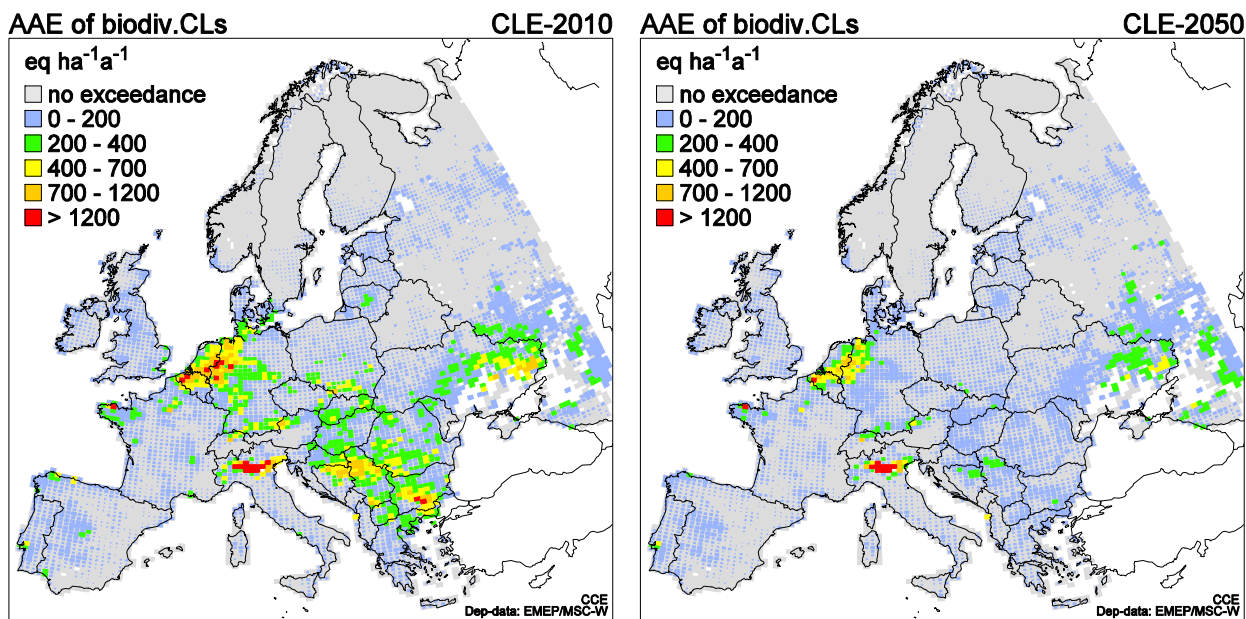 AAE of biodiv.CLs CLE-2010
eq ha⁻¹a⁻¹
no exceedance
0 - 200
200 - 400
400 - 700
700 - 1200
> 1200
CCE
Dep-data: EMEP/MSC-W
AAE of biodiv.CLs CLE-2050
eq ha⁻¹a⁻¹
no exceedance
0 - 200
200 - 400
400 - 700
700 - 1200
> 1200
CCE
Dep-data: EMEP/MSC-W